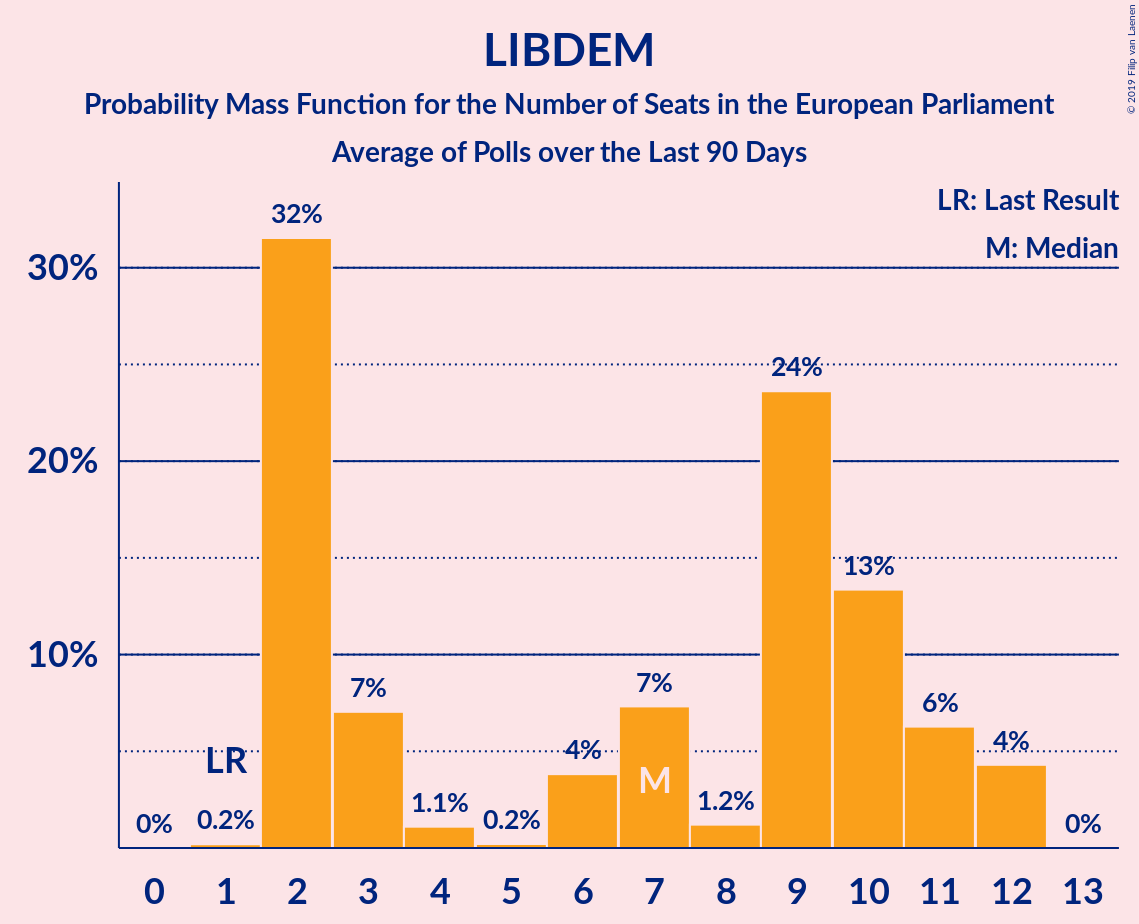 LIBDEM
Probability Mass Function for the Number of Seats in the European Parliament
Average of Polls over the Last 90 Days
© 2019 Filip van Laenen
LR: Last Result
M: Median
30%
20%
10%
0%
0.2%
LR
32%
7%
1.1%
0.2%
4%
7%
M
1.2%
24%
13%
6%
4%
0%
0 1 2 3 4 5 6 7 8 9 10 11 12 13